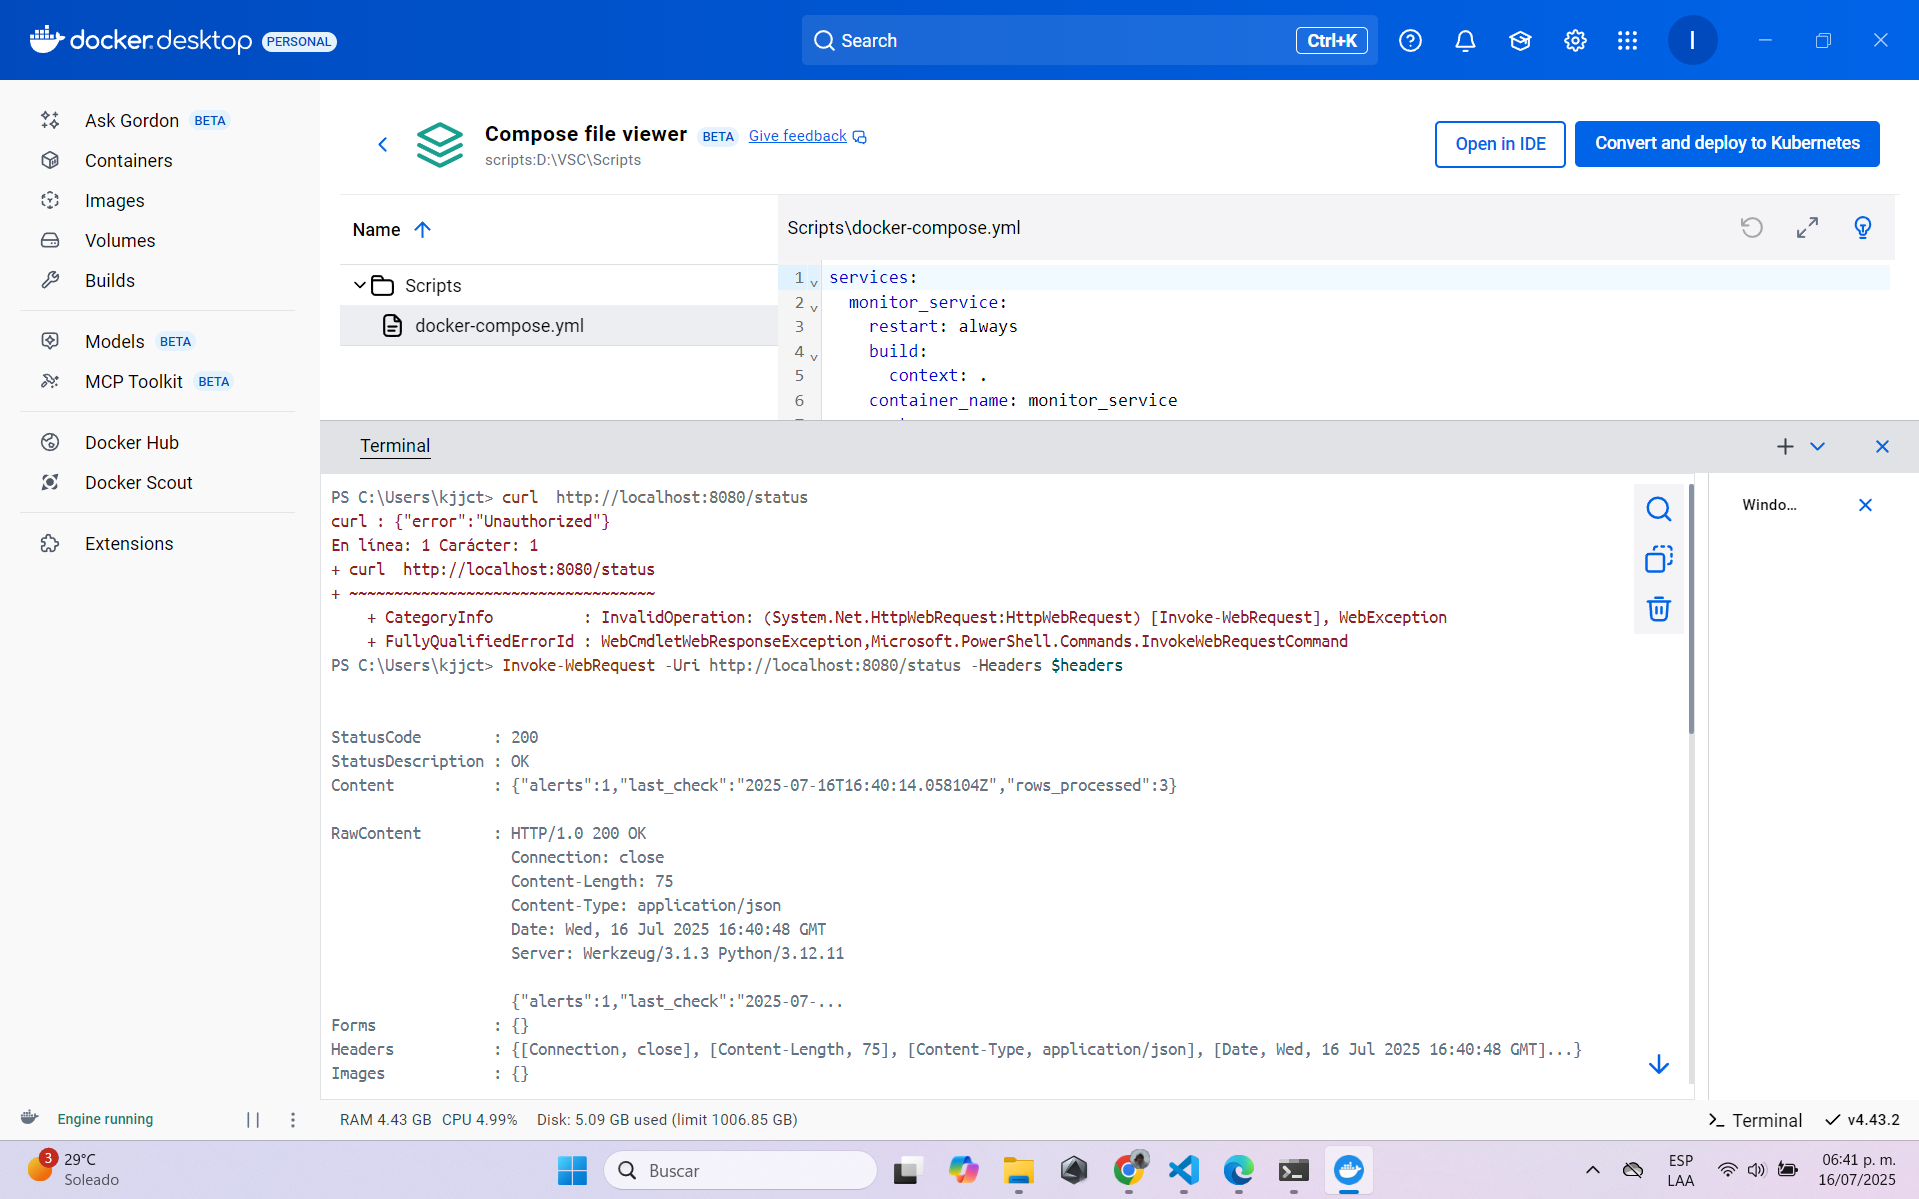 docker.desktop PERSONAL
Search Ctrl+K
I
Ask Gordon BETA
Containers
Images
Volumes
Builds
Models BETA
MCP Toolkit BETA
Docker Hub
Docker Scout
Extensions
Compose file viewer BETA Give feedback
scripts:D:\VSC\Scripts
Open in IDE
Convert and deploy to Kubernetes
Name
Scripts
docker-compose.yml
Scripts\docker-compose.yml
1 services:
2 monitor_service:
3 restart: always
4 build:
5 context: .
6 container_name: monitor_service
Terminal
PS C:\Users\kjjct> curl  http://localhost:8080/status
curl : {"error":"Unauthorized"}
En línea: 1 Carácter: 1
+ curl  http://localhost:8080/status
+ ~~~~~~~~~~~~~~~~~~~~~~~~~~~~~~~~~~
+ CategoryInfo          : InvalidOperation: (System.Net.HttpWebRequest:HttpWebRequest) [Invoke-WebRequest], WebException
+ FullyQualifiedErrorId : WebCmdletWebResponseException,Microsoft.PowerShell.Commands.InvokeWebRequestCommand
PS C:\Users\kjjct> Invoke-WebRequest -Uri http://localhost:8080/status -Headers $headers
StatusCode        : 200
StatusDescription : OK
Content           : {"alerts":1,"last_check":"2025-07-16T16:40:14.058104Z","rows_processed":3}
RawContent        : HTTP/1.0 200 OK
Connection: close
Content-Length: 75
Content-Type: application/json
Date: Wed, 16 Jul 2025 16:40:48 GMT
Server: Werkzeug/3.1.3 Python/3.12.11
{"alerts":1,"last_check":"2025-07-...
Forms             : {}
Headers           : {[Connection, close], [Content-Length, 75], [Content-Type, application/json], [Date, Wed, 16 Jul 2025 16:40:48 GMT]...}
Images            : {}
Windo...
Engine running
RAM 4.43 GB CPU 4.99% Disk: 5.09 GB used (limit 1006.85 GB)
Terminal
v4.43.2
3
29°C
Soleado
Buscar
ESP
LAA
06:41 p. m.
16/07/2025